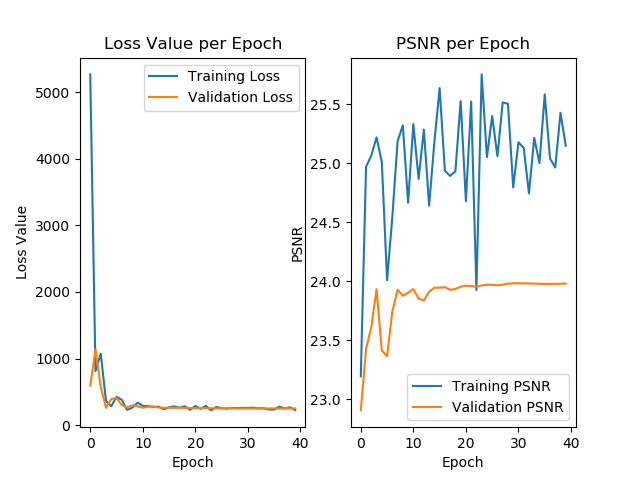 Loss Value per Epoch
Training Loss
Validation Loss
5000
4000
3000
2000
1000
0
Loss Value
0 10 20 30 40
Epoch
PSNR per Epoch
25.5
25.0
24.5
24.0
23.5
23.0
PSNR
Training PSNR
Validation PSNR
0 10 20 30 40
Epoch